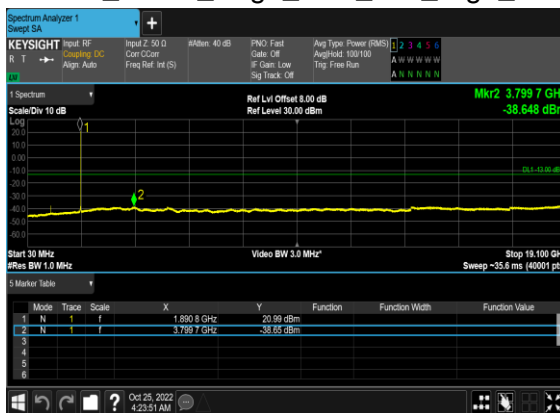 Spectrum Analyzer 1
Swept SA
KEYSIGHT Input: RF Input Z: 50 Ω #Atten: 40 dB PNO: Fast Avg Type: Power (RMS) 1 2 3 4 5 6
R T Coupling: DC Corr CCorr Gate: Off Avg|Hold: 100/100 A W W W W W
Align: Auto Freq Ref: Int (S) IF Gain: Low Trig: Free Run
Sig Track: Off A N N N N N
LXI
1 Spectrum Ref Lvl Offset 8.00 dB Mkr2 3.799 7 GH
Scale/Div 10 dB Ref Level 30.00 dBm -38.648 dBr
Log
20.0
10.0
0.00
-10.0
-20.0
-30.0
-40.0
-50.0
-60.0
1
2
DL1 -13.00 dB
Start 30 MHz Video BW 3.0 MHz* Stop 19.100 GH
#Res BW 1.0 MHz Sweep ~35.6 ms (40001 pt
5 Marker Table
Mode Trace Scale X Y Function Function Width Function Value
1 N 1 f 1.890 8 GHz 20.99 dBm
2 N 1 f 3.799 7 GHz -38.65 dBm
3
4
5
6
? Oct 25, 2022
4:23:51 AM